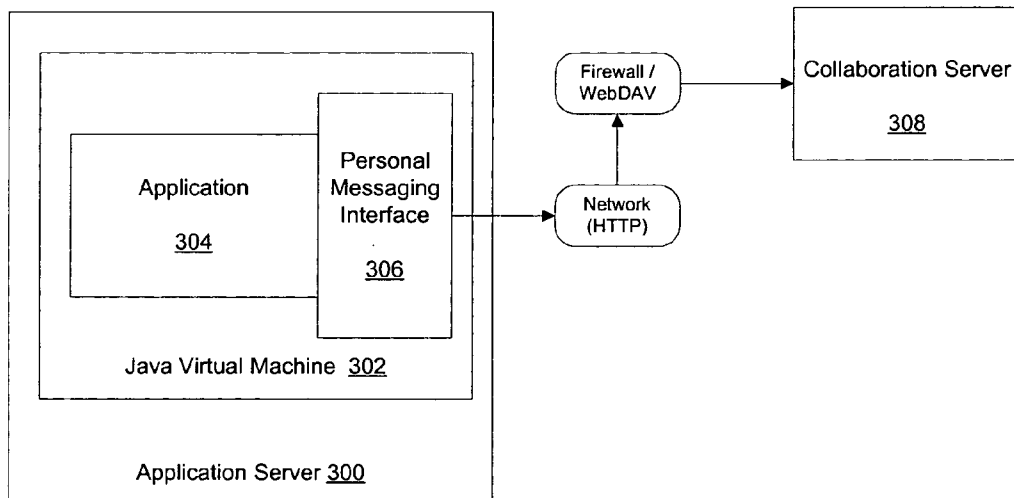 Application
304
Personal
Messaging
Interface
306
Java Virtual Machine 302
Application Server 300
Network
(HTTP)
Firewall /
WebDAV
Collaboration Server
308